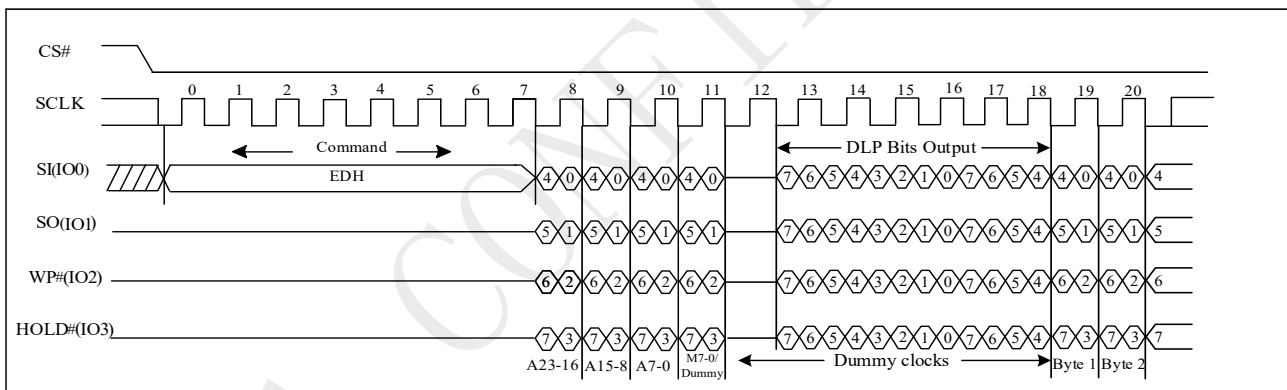 CONF
CS#
0 1 2 3 4 5 6 7 8 9 10 11 12 13 14 15 16 17 18 19 20
SCLK
Command
DLP Bits Output
SI(IO0)
EDH
4 0 4 0 4 0 4 0 7 6 5 4 3 2 1 0 7 6 5 4 4 0 4 0 4
SO(IO1)
5 1 5 1 5 1 5 1 7 6 5 4 3 2 1 0 7 6 5 4 5 1 5 1 5
WP#(IO2)
6 2 6 2 6 2 6 2 7 6 5 4 3 2 1 0 7 6 5 4 6 2 6 2 6
HOLD#(IO3)
7 3 7 3 7 3 7 3 7 6 5 4 3 2 1 0 7 6 5 4 7 3 7 3 7
A23-16 A15-8 A7-0 M7-0/ Dummy Dummy clocks Byte 1 Byte 2